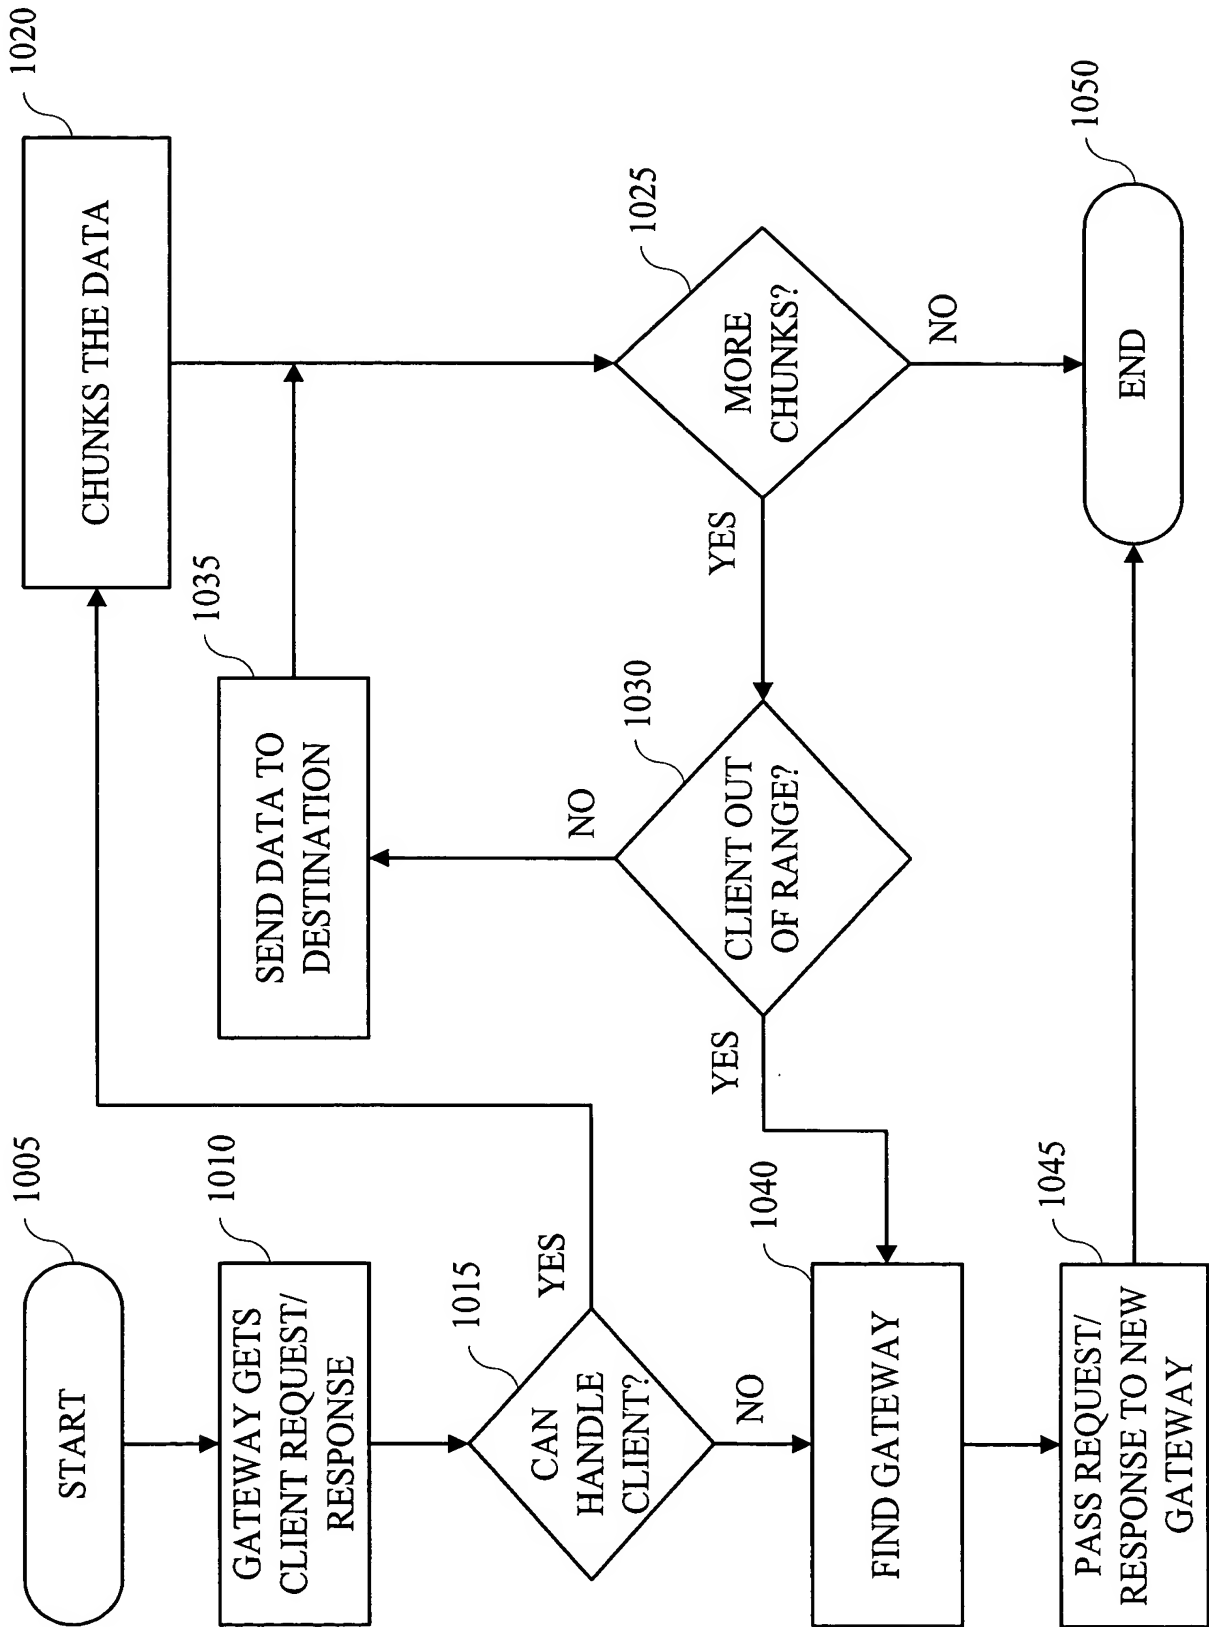 START
1005
GATEWAY GETS
CLIENT REQUEST/
RESPONSE
1010
CAN
HANDLE
CLIENT?
1015
YES
NO
CHUNKS THE DATA
1020
MORE
CHUNKS?
1025
YES
NO
CLIENT OUT
OF RANGE?
1030
NO
YES
SEND DATA TO
DESTINATION
1035
FIND GATEWAY
1040
PASS REQUEST/
RESPONSE TO NEW
GATEWAY
1045
END
1050